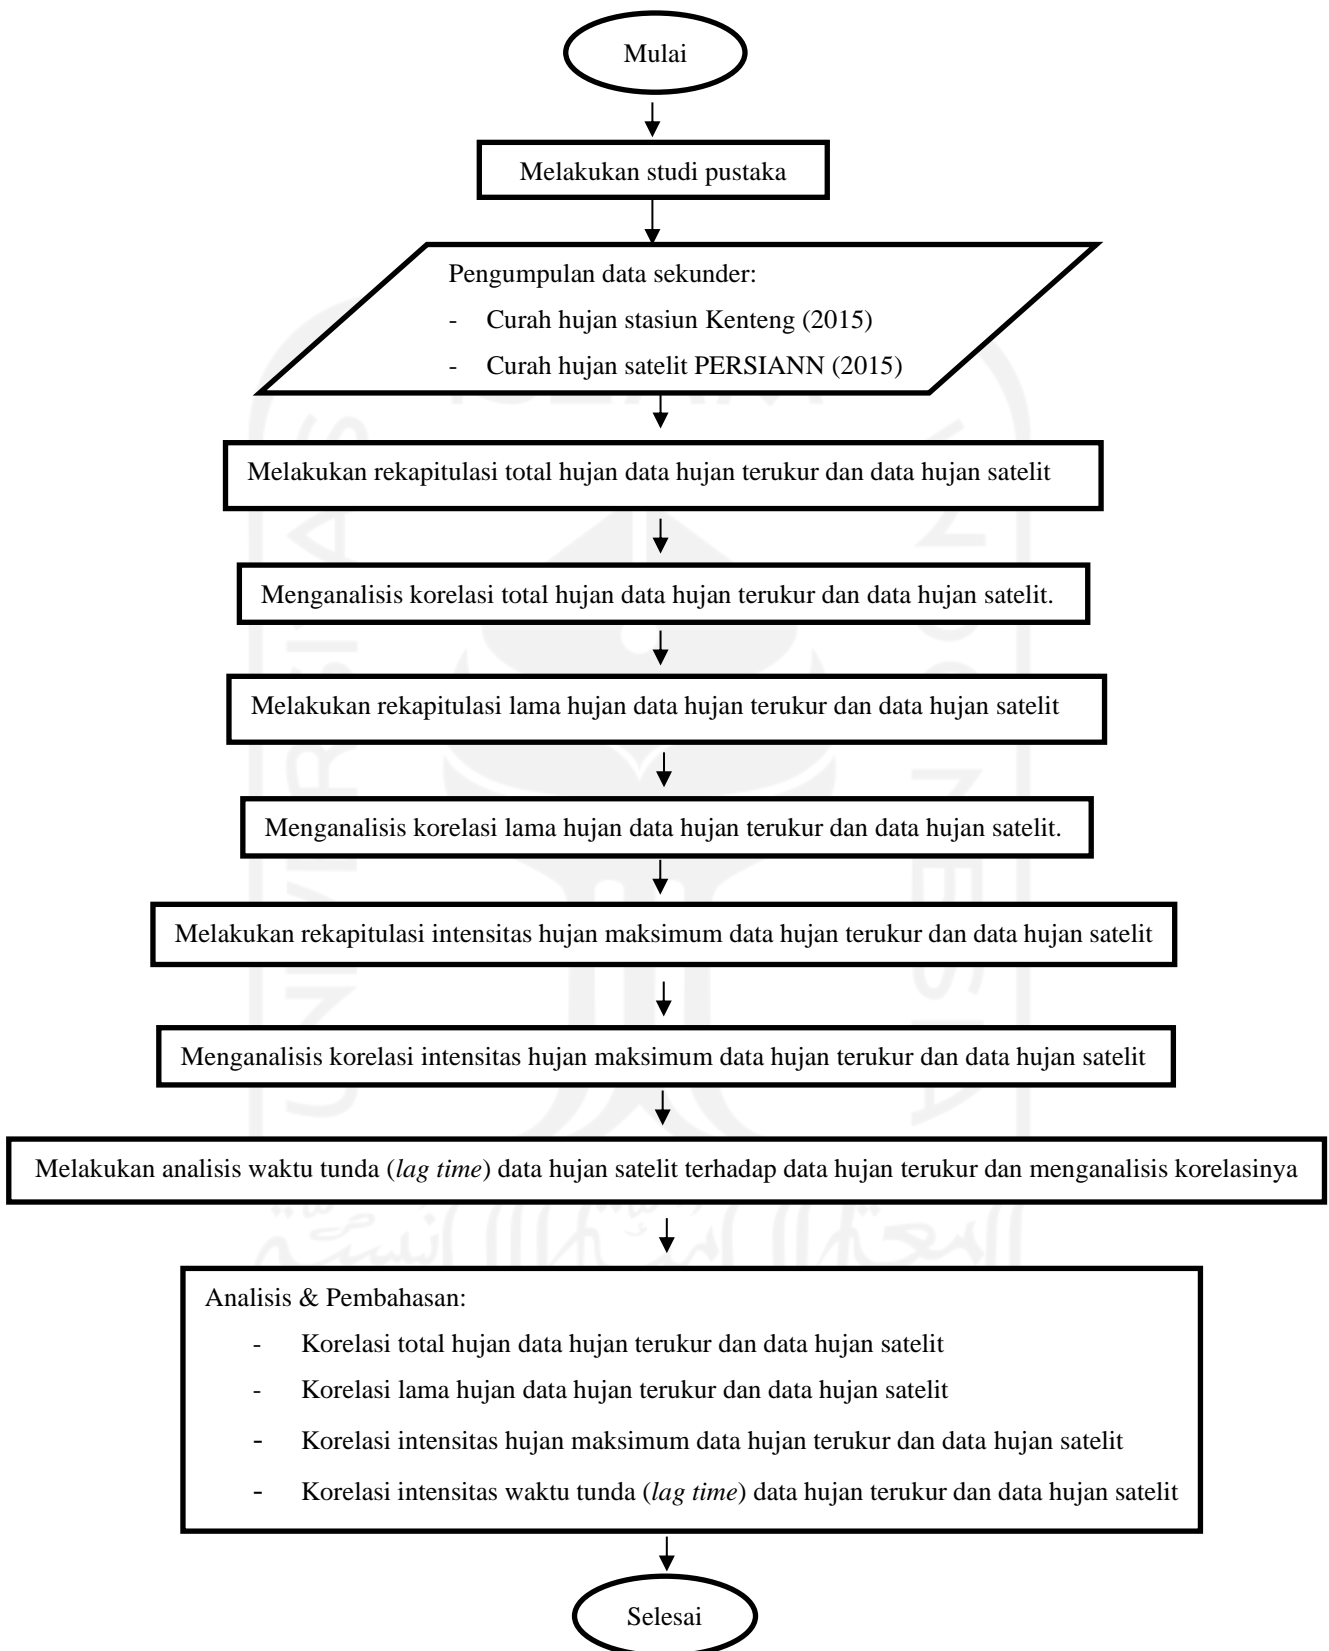 Mulai
Melakukan studi pustaka
Pengumpulan data sekunder:
- Curah hujan stasiun Kenteng (2015)
- Curah hujan satelit PERSIANN (2015)
Melakukan rekapitulasi total hujan data hujan terukur dan data hujan satelit
Menganalisis korelasi total hujan data hujan terukur dan data hujan satelit.
Melakukan rekapitulasi lama hujan data hujan terukur dan data hujan satelit
Menganalisis korelasi lama hujan data hujan terukur dan data hujan satelit.
Melakukan rekapitulasi intensitas hujan maksimum data hujan terukur dan data hujan satelit
Menganalisis korelasi intensitas hujan maksimum data hujan terukur dan data hujan satelit
Melakukan analisis waktu tunda (lag time) data hujan satelit terhadap data hujan terukur dan menganalisis korelasinya
Analisis & Pembahasan:
- Korelasi total hujan data hujan terukur dan data hujan satelit
- Korelasi lama hujan data hujan terukur dan data hujan satelit
- Korelasi intensitas hujan maksimum data hujan terukur dan data hujan satelit
- Korelasi intensitas waktu tunda (lag time) data hujan terukur dan data hujan satelit
Selesai